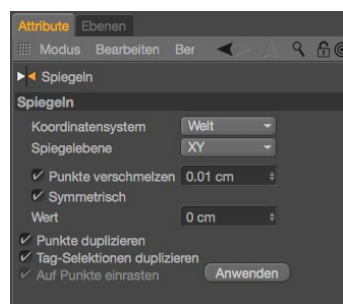 Attribute Ebenen
Modus Bearbeiten Ber
Spiegeln
Spiegeln
Koordinatensystem Welt
Spiegelebene XY
Punkte verschmelzen 0.01 cm
Symmetrisch
Wert 0 cm
Punkte duplizieren
Tag-Selektionen duplizieren
Auf Punkte einrasten Anwenden